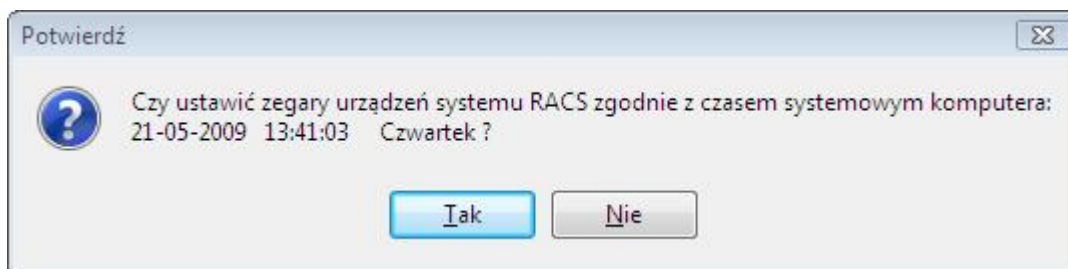 Potwierdź
Czy ustawić zegary urządzeń systemu RACS zgodnie z czasem systemowym komputera:
21-05-2009 13:41:03 Czwartek ?
Tak Nie